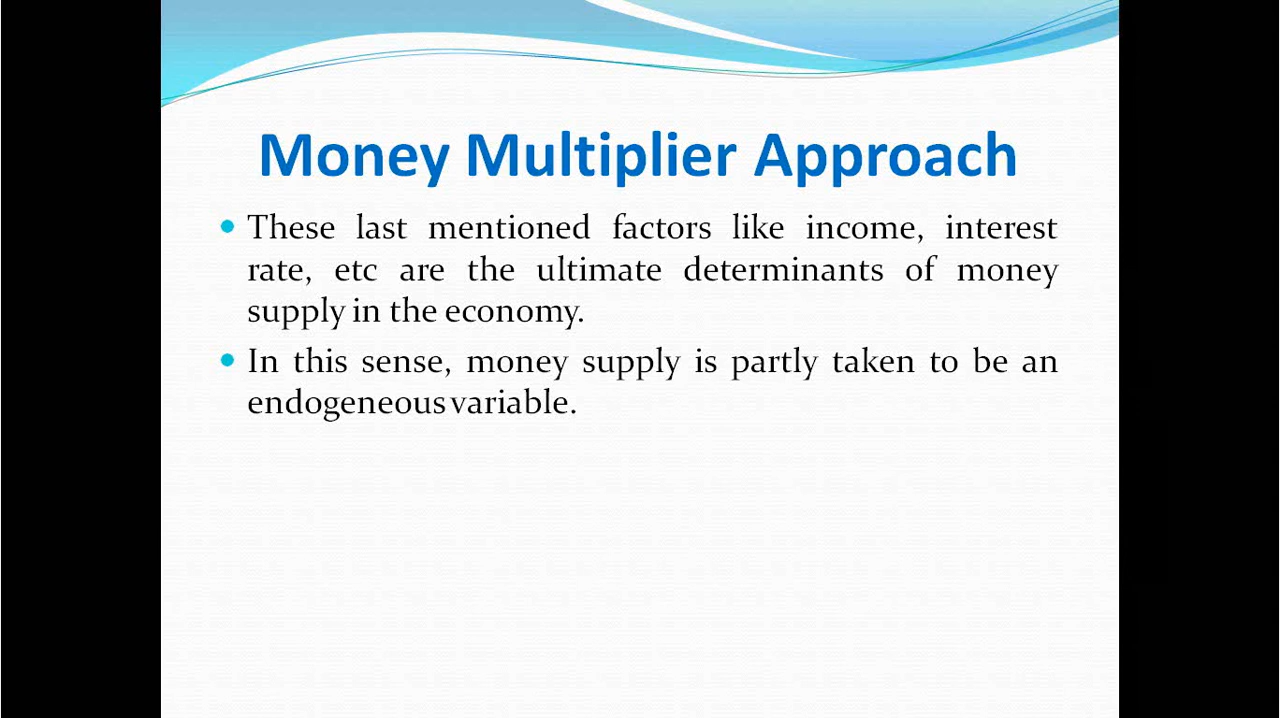 Money Multiplier Approach
• These last mentioned factors like income, interest
rate, etc are the ultimate determinants of money
supply in the economy.
• In this sense, money supply is partly taken to be an
endogeneous variable.